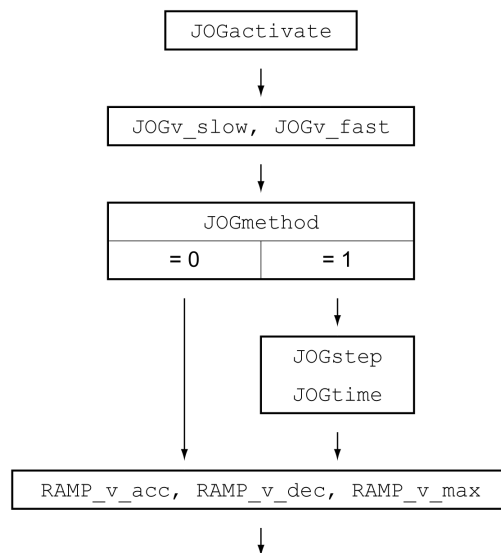 JOGactivate
JOGv_slow, JOGv_fast
JOGmethod
= 0
= 1
JOGstep
JOGtime
RAMP_v_acc, RAMP_v_dec, RAMP_v_max